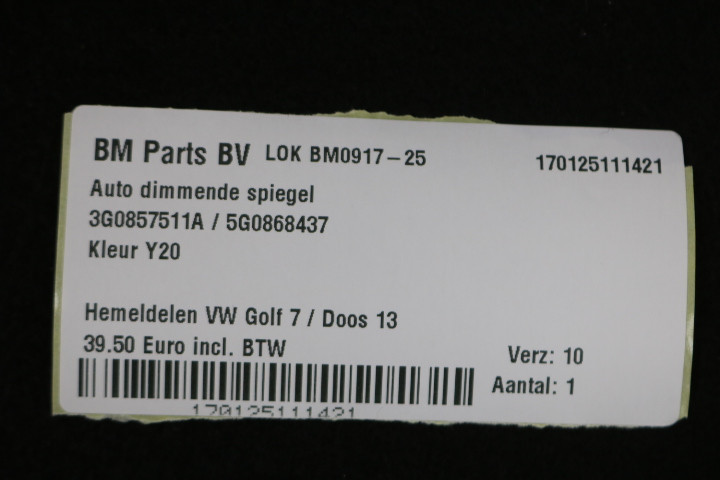 BM Parts BV LOK BM0917-25 170125111421
Auto dimmende spiegel
3G0857511A / 5G0868437
Kleur Y20
Hemeldelen VW Golf 7 / Doos 13
39.50 Euro incl. BTW Verz: 10
Aantal: 1
170125111421